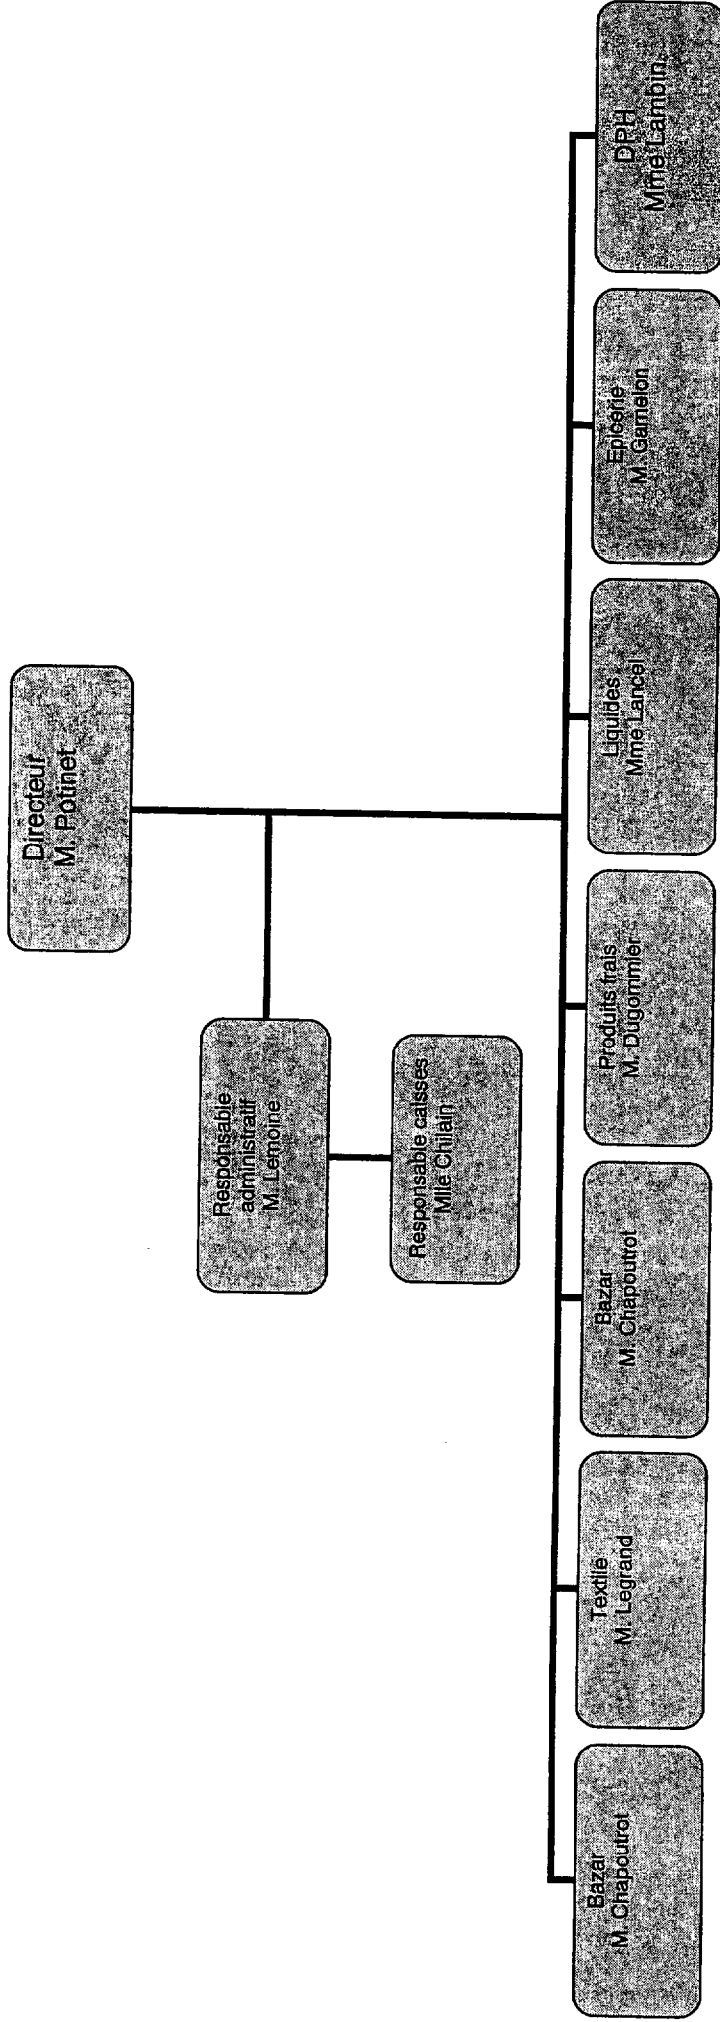 Directeur
M. Potinet
Responsable
administratif
M. Lemoine
Responsable caisses
Mlle Chilain
Bazar
M. Chapoutrot
Textile
M. Legrand
Bazar
M. Chapoutrot
Produits frais
M. Dugommier
Liquides
Mme Lancel
Epicerie
M. Gamelon
DPH
Mme Lambin